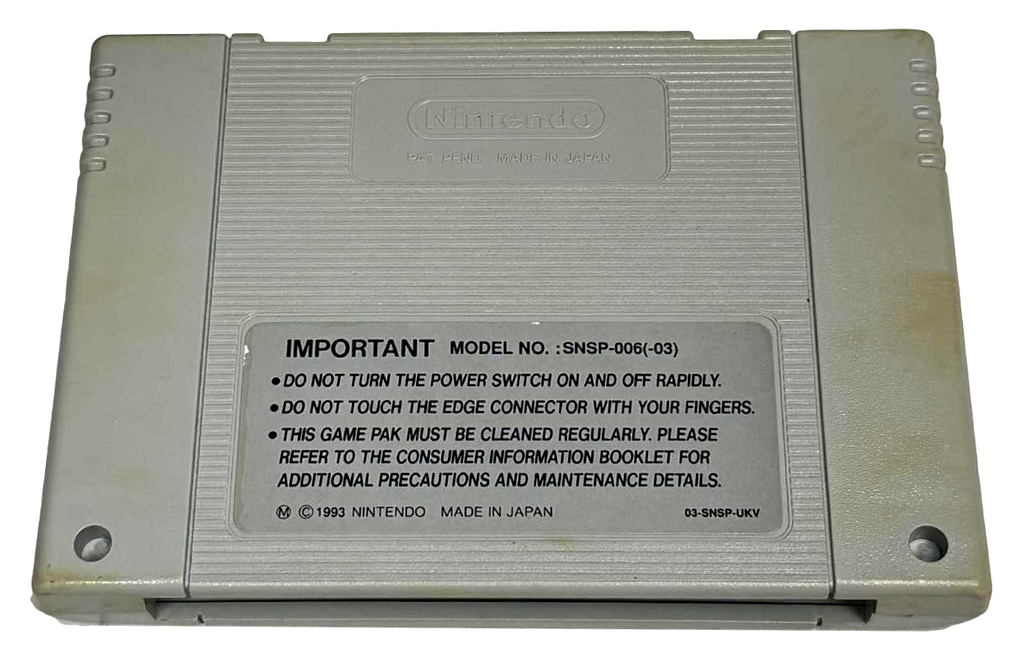 Nintendo
PAT PEND MADE IN JAPAN
IMPORTANT MODEL NO. :SNSP-006(-03)
●DO NOT TURN THE POWER SWITCH ON AND OFF RAPIDLY.
●DO NOT TOUCH THE EDGE CONNECTOR WITH YOUR FINGERS.
●THIS GAME PAK MUST BE CLEANED REGULARLY. PLEASE
REFER TO THE CONSUMER INFORMATION BOOKLET FOR
ADDITIONAL PRECAUTIONS AND MAINTENANCE DETAILS.
Ⓜ ©1993 NINTENDO MADE IN JAPAN 03-SNSP-UKV